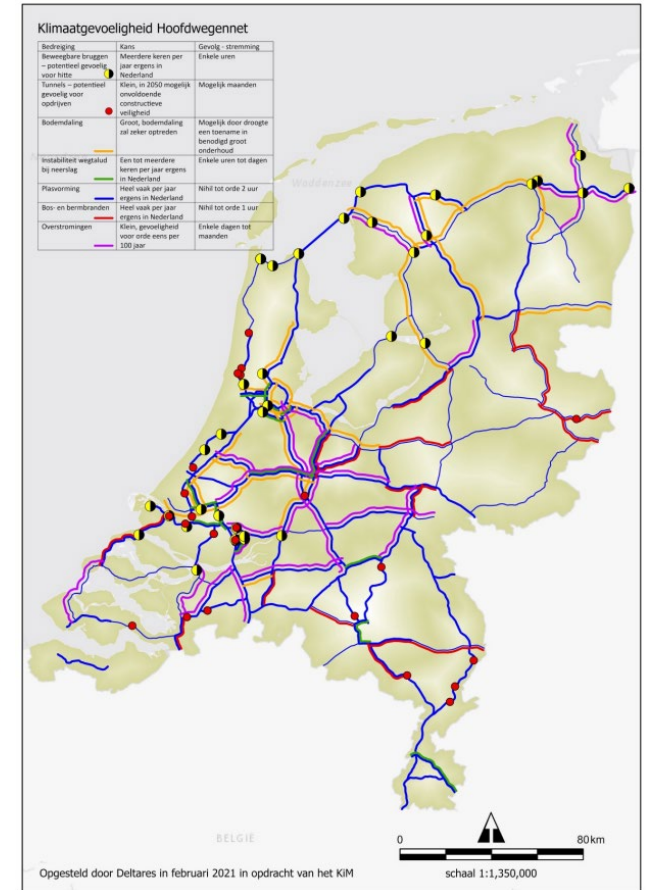 Klimaatgevoeligheid Hoofdwegennet
Bedreiging Kans Gevolg - stremming
Beweegbare bruggen – potentieel gevoelig voor hitte
Meerdere keren per jaar ergens in Nederland
Enkele uren
Tunnels – potentieel gevoelig voor opdrijven
Klein, in 2050 mogelijk onvoldoende constructieve veiligheid
Mogelijk maanden
Bodemdaling
Groot, bodemdaling zal zeker optreden
Mogelijk door droogte een toename in benodigd groot onderhoud
Instabiliteit wegtalud bij neerslag
Een tot meerdere keren per jaar ergens in Nederland
Enkele uren tot dagen
Plasvorming
Heel vaak per jaar ergens in Nederland
Nihil tot orde 2 uur
Bos- en bermbranden
Heel vaak per jaar ergens in Nederland
Nihil tot orde 1 uur
Overstromingen
Klein, gevoeligheid voor orde eens per 100 jaar
Enkele dagen tot maanden
Waddenzee
BELGIË
0 80 km
schaal 1:1,350,000
Opgesteld door Deltares in februari 2021 in opdracht van het KiM